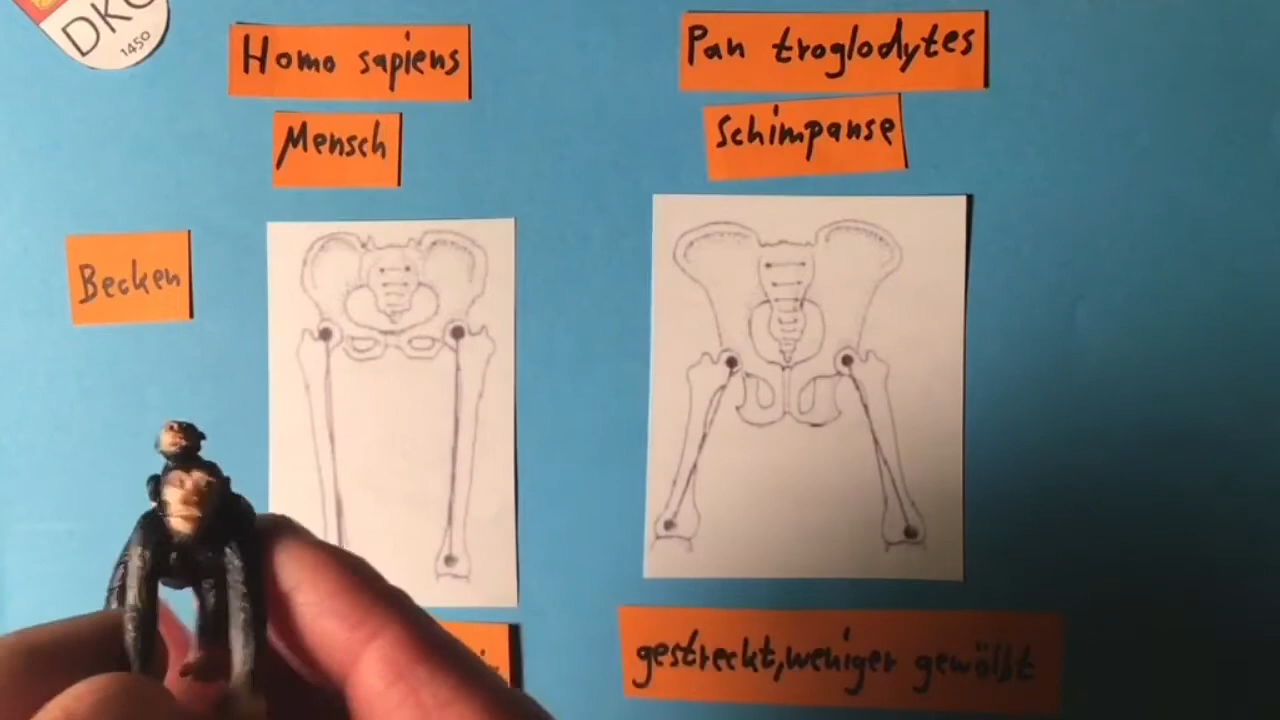 DKG
1450
Homo sapiens
Pan troglodytes
Mensch
Schimpanse
Becken
gestreckt, weniger gewölbt